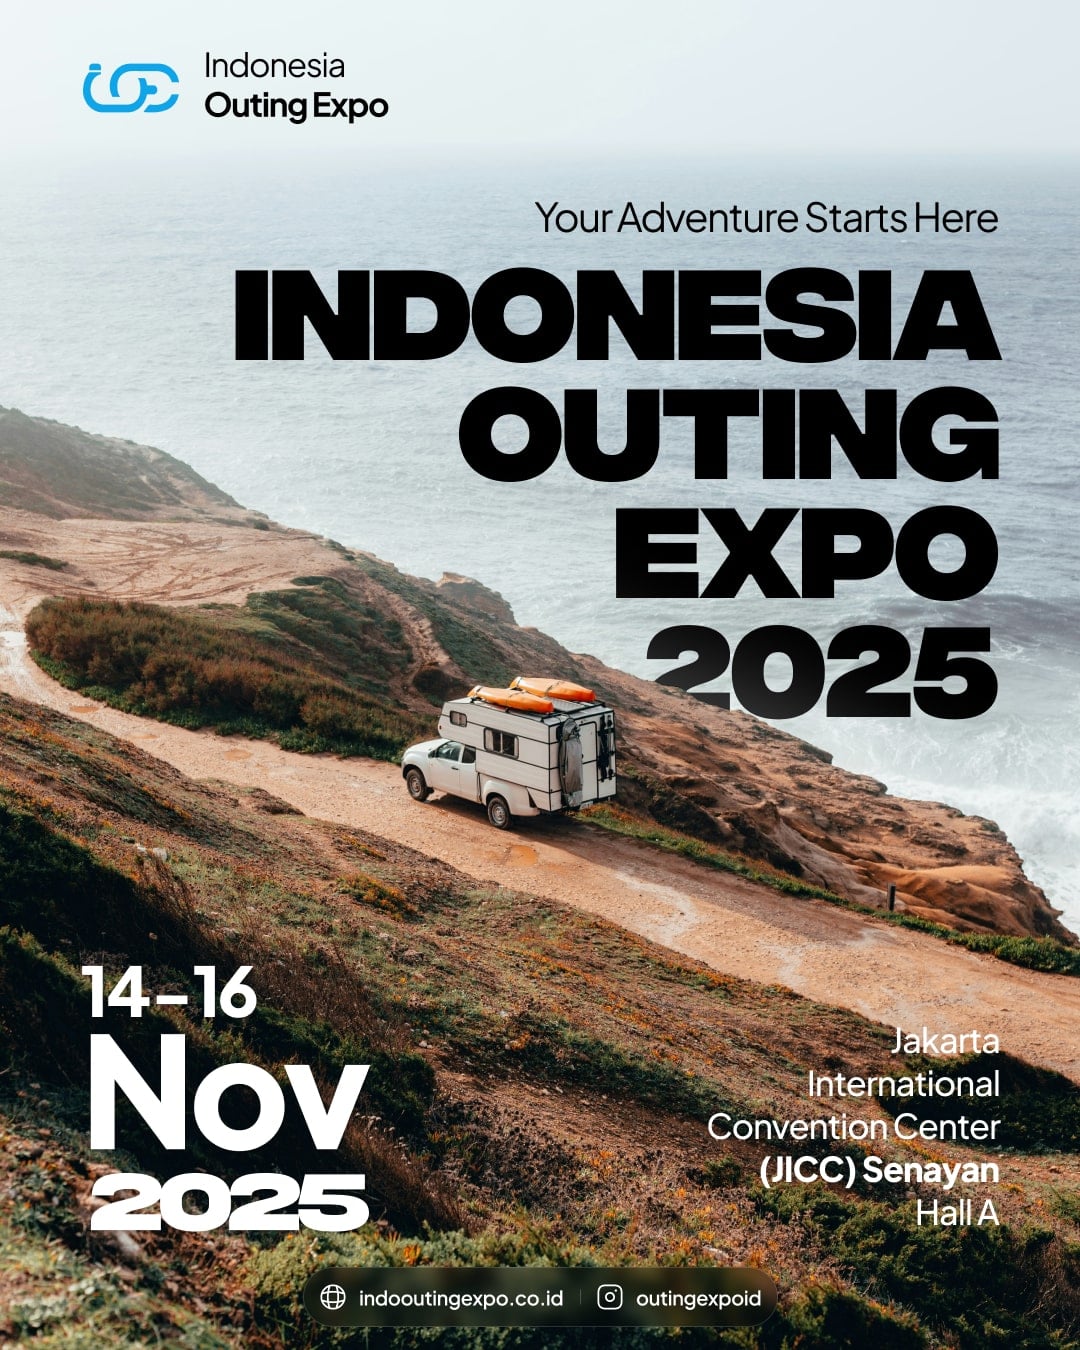 Indonesia
Outing Expo
Your Adventure Starts Here
INDONESIA
OUTING
EXPO
2025
14-16
Nov
2025
Jakarta
International
Convention Center
(JICC) Senayan
Hall A
indooutingexpo.co.id
outingexpoid